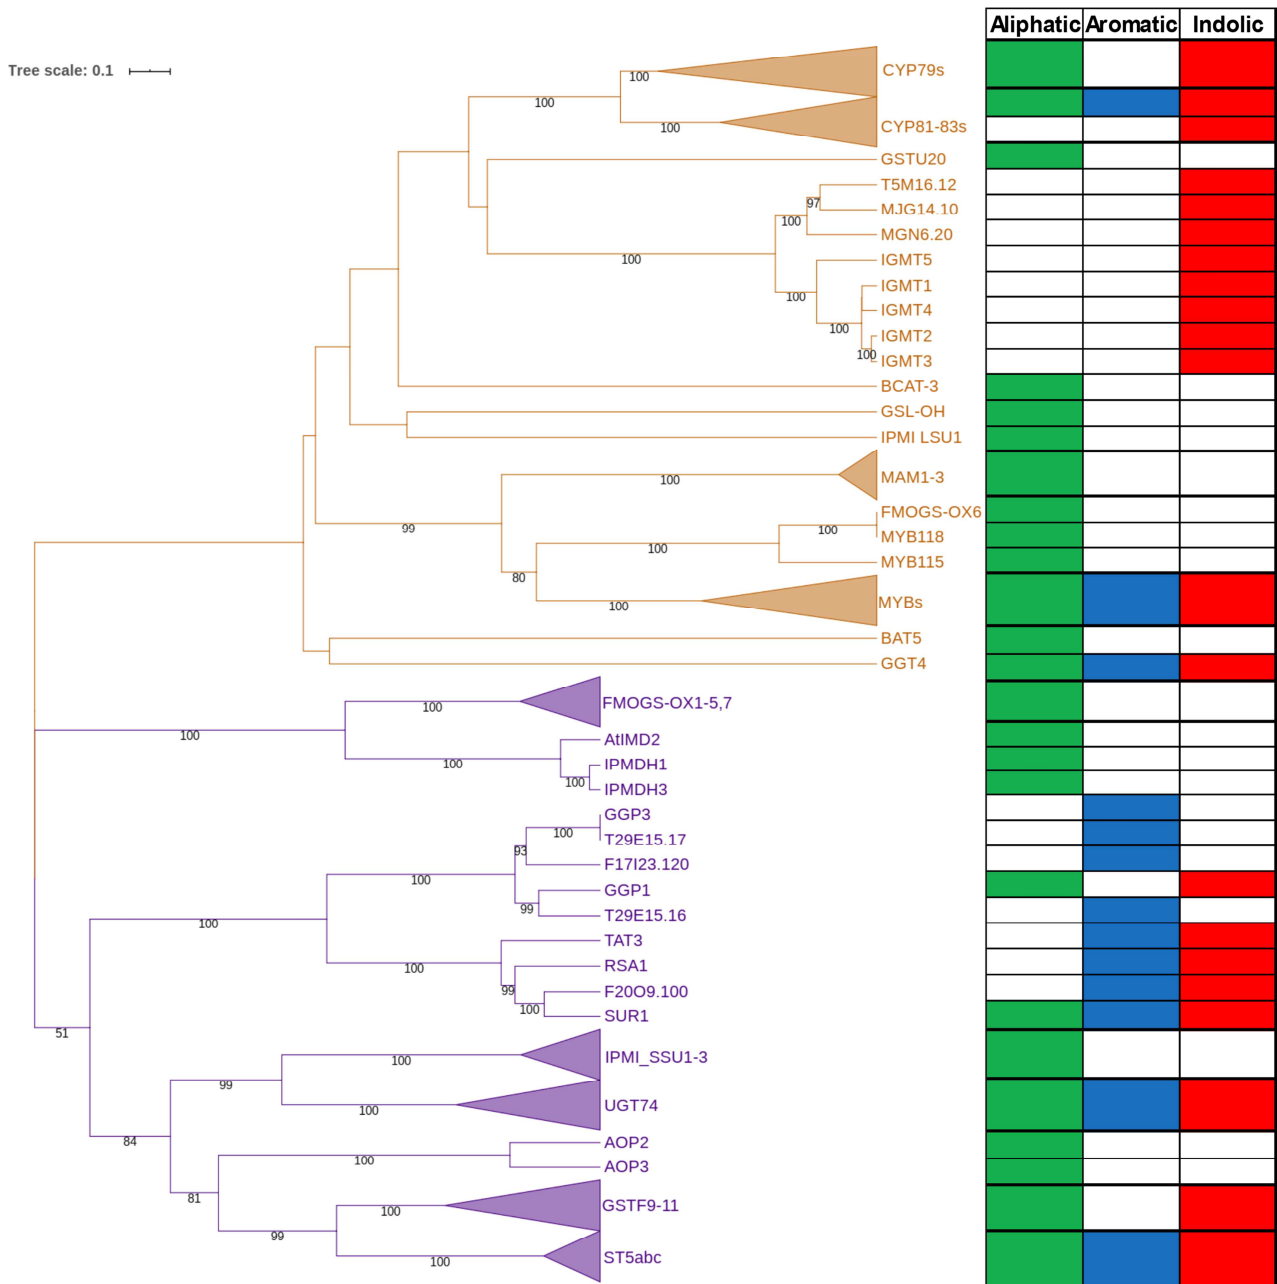 Aliphatic Aromatic Indolic
Tree scale: 0.1
CYP79s
100
100
CYP81-83s
100
GSTU20
T5M16.12
97
MJG14.10
100
MGN6.20
100
IGMT5
IGMT1
100
IGMT4
100
IGMT2
100
IGMT3
BCAT-3
GSL-OH
IPMI LSU1
MAM1-3
100
FMOGS-OX6
99
100
MYB118
100
MYB115
80
MYBs
100
BAT5
GGT4
FMOGS-OX1-5,7
100
100
AtIMD2
100
IPMDH1
100
IPMDH3
GGP3
100
T29E15.17
93
F17I23.120
100
GGP1
99
T29E15.16
100
TAT3
100
RSA1
99
F20O9.100
100
SUR1
51
IPMI_SSU1-3
100
99
UGT74
100
84
AOP2
100
AOP3
81
GSTF9-11
100
99
ST5abc
100